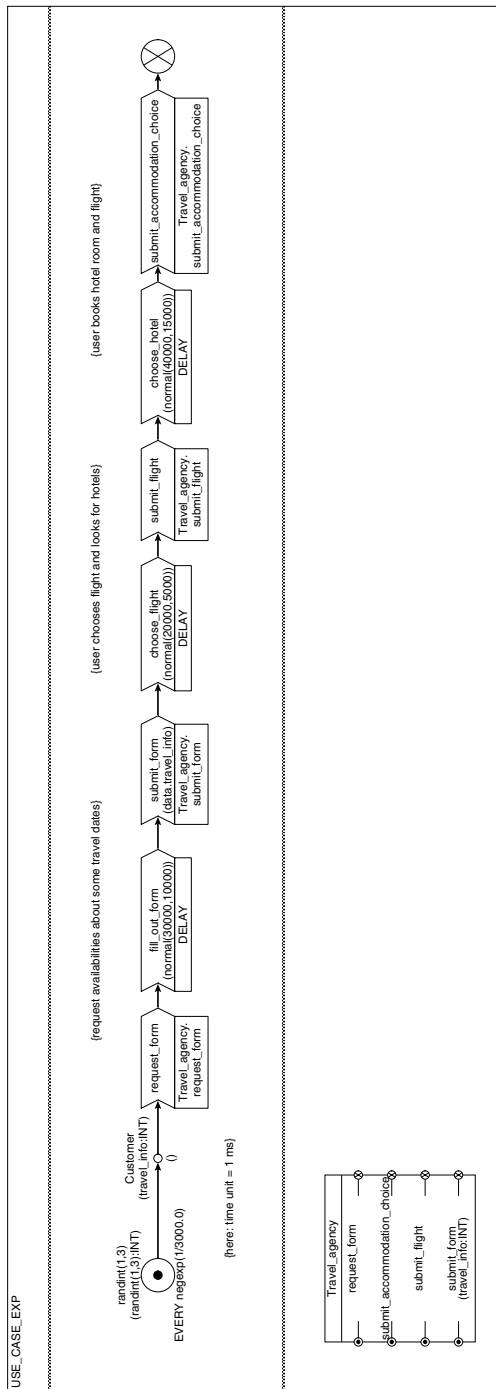 USE_CASE_EXP
{request availabilities about some travel dates}
{user chooses flight and looks for hotels}
{user books hotel room and flight}
randint(1,3)
(randint(1,3):INT)
EVERY negexp(1/3000.0)
Customer
(travel_info:INT)
()
request_form
Travel_agency.
request_form
fill_out_form
(normal(30000,10000))
DELAY
submit_form
(data.travel_info)
Travel_agency.
submit_form
choose_flight
(normal(20000,5000))
DELAY
submit_flight
Travel_agency.
submit_flight
choose_hotel
(normal(40000,15000))
DELAY
submit_accommodation_choice
Travel_agency.
submit_accommodation_choice
{here: time unit = 1 ms}
Travel_agency
request_form
submit_accommodation_choice
submit_flight
submit_form
(travel_info:INT)